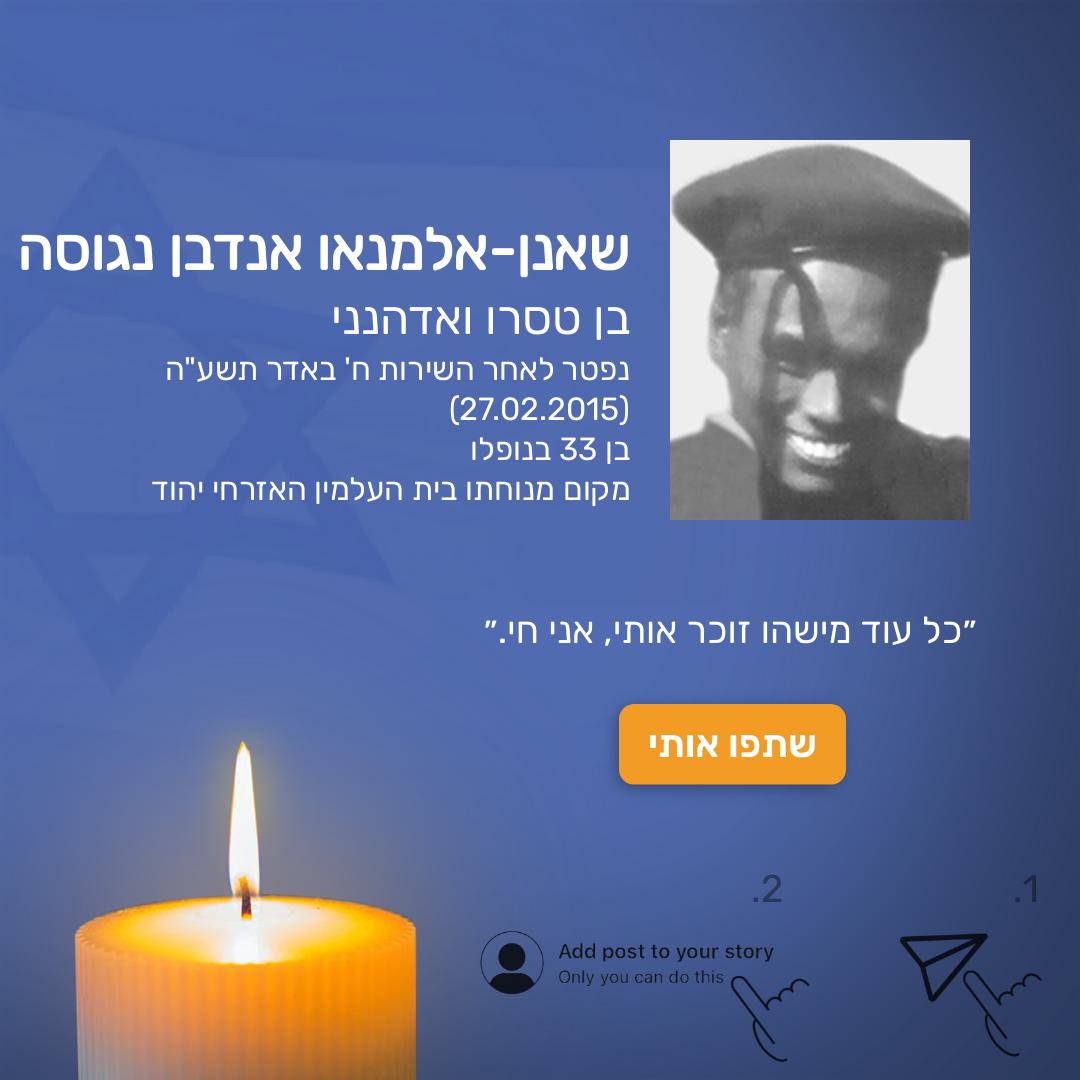 שאנן-אלמנאו אנדבן נגוסה
בן טסרו ואדהנני
נפטר לאחר השירות ח' באדר תשע"ה
(27.02.2015)
בן 33 בנופלו
מקום מנוחתו בית העלמין האזרחי יהוד
״כל עוד מישהו זוכר אותי, אני חי.״
שתפו אותי
1.
2.
Add post to your story
Only you can do this